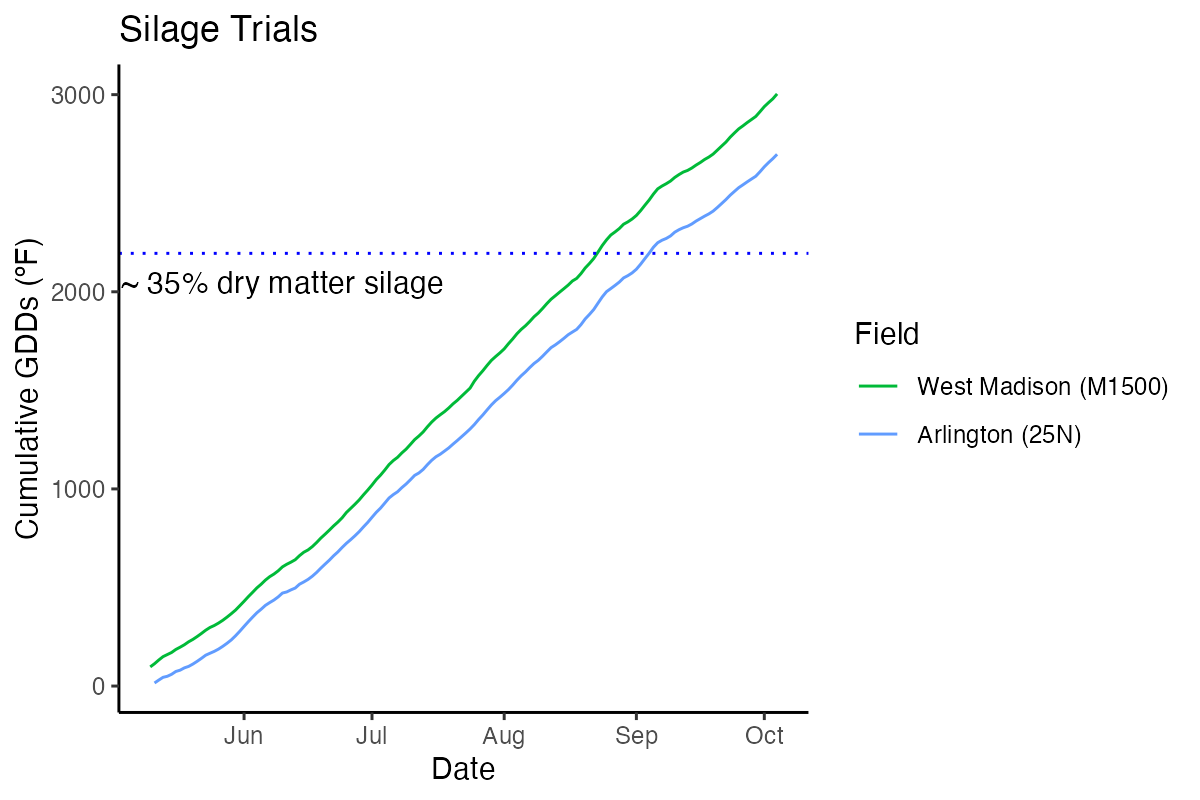 Silage Trials
Cumulative GDDs (°F)
3000
2000
1000
0
~ 35% dry matter silage
Jun Jul Aug Sep Oct
Date
Field
West Madison (M1500)
Arlington (25N)